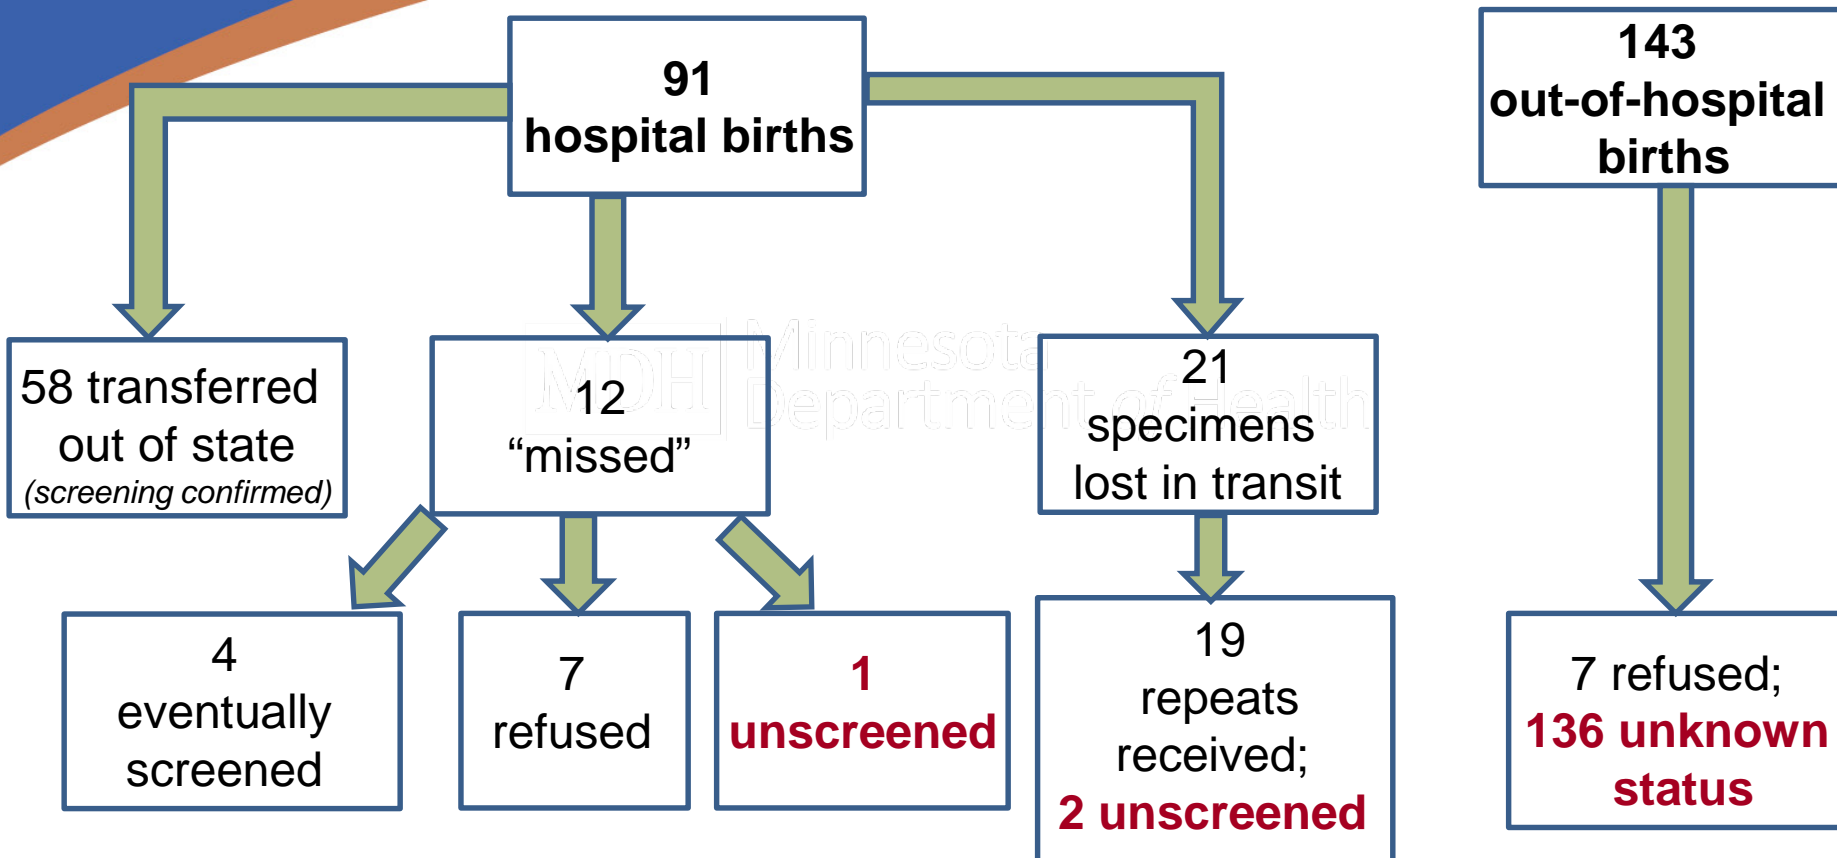 91
hospital births
143
out-of-hospital
births
58 transferred
out of state
(screening confirmed)
12
“missed”
21
specimens
lost in transit
MDH
Minnesota
Department of Health
4
eventually
screened
7
refused
1
unscreened
19
repeats
received;
2 unscreened
7 refused;
136 unknown
status